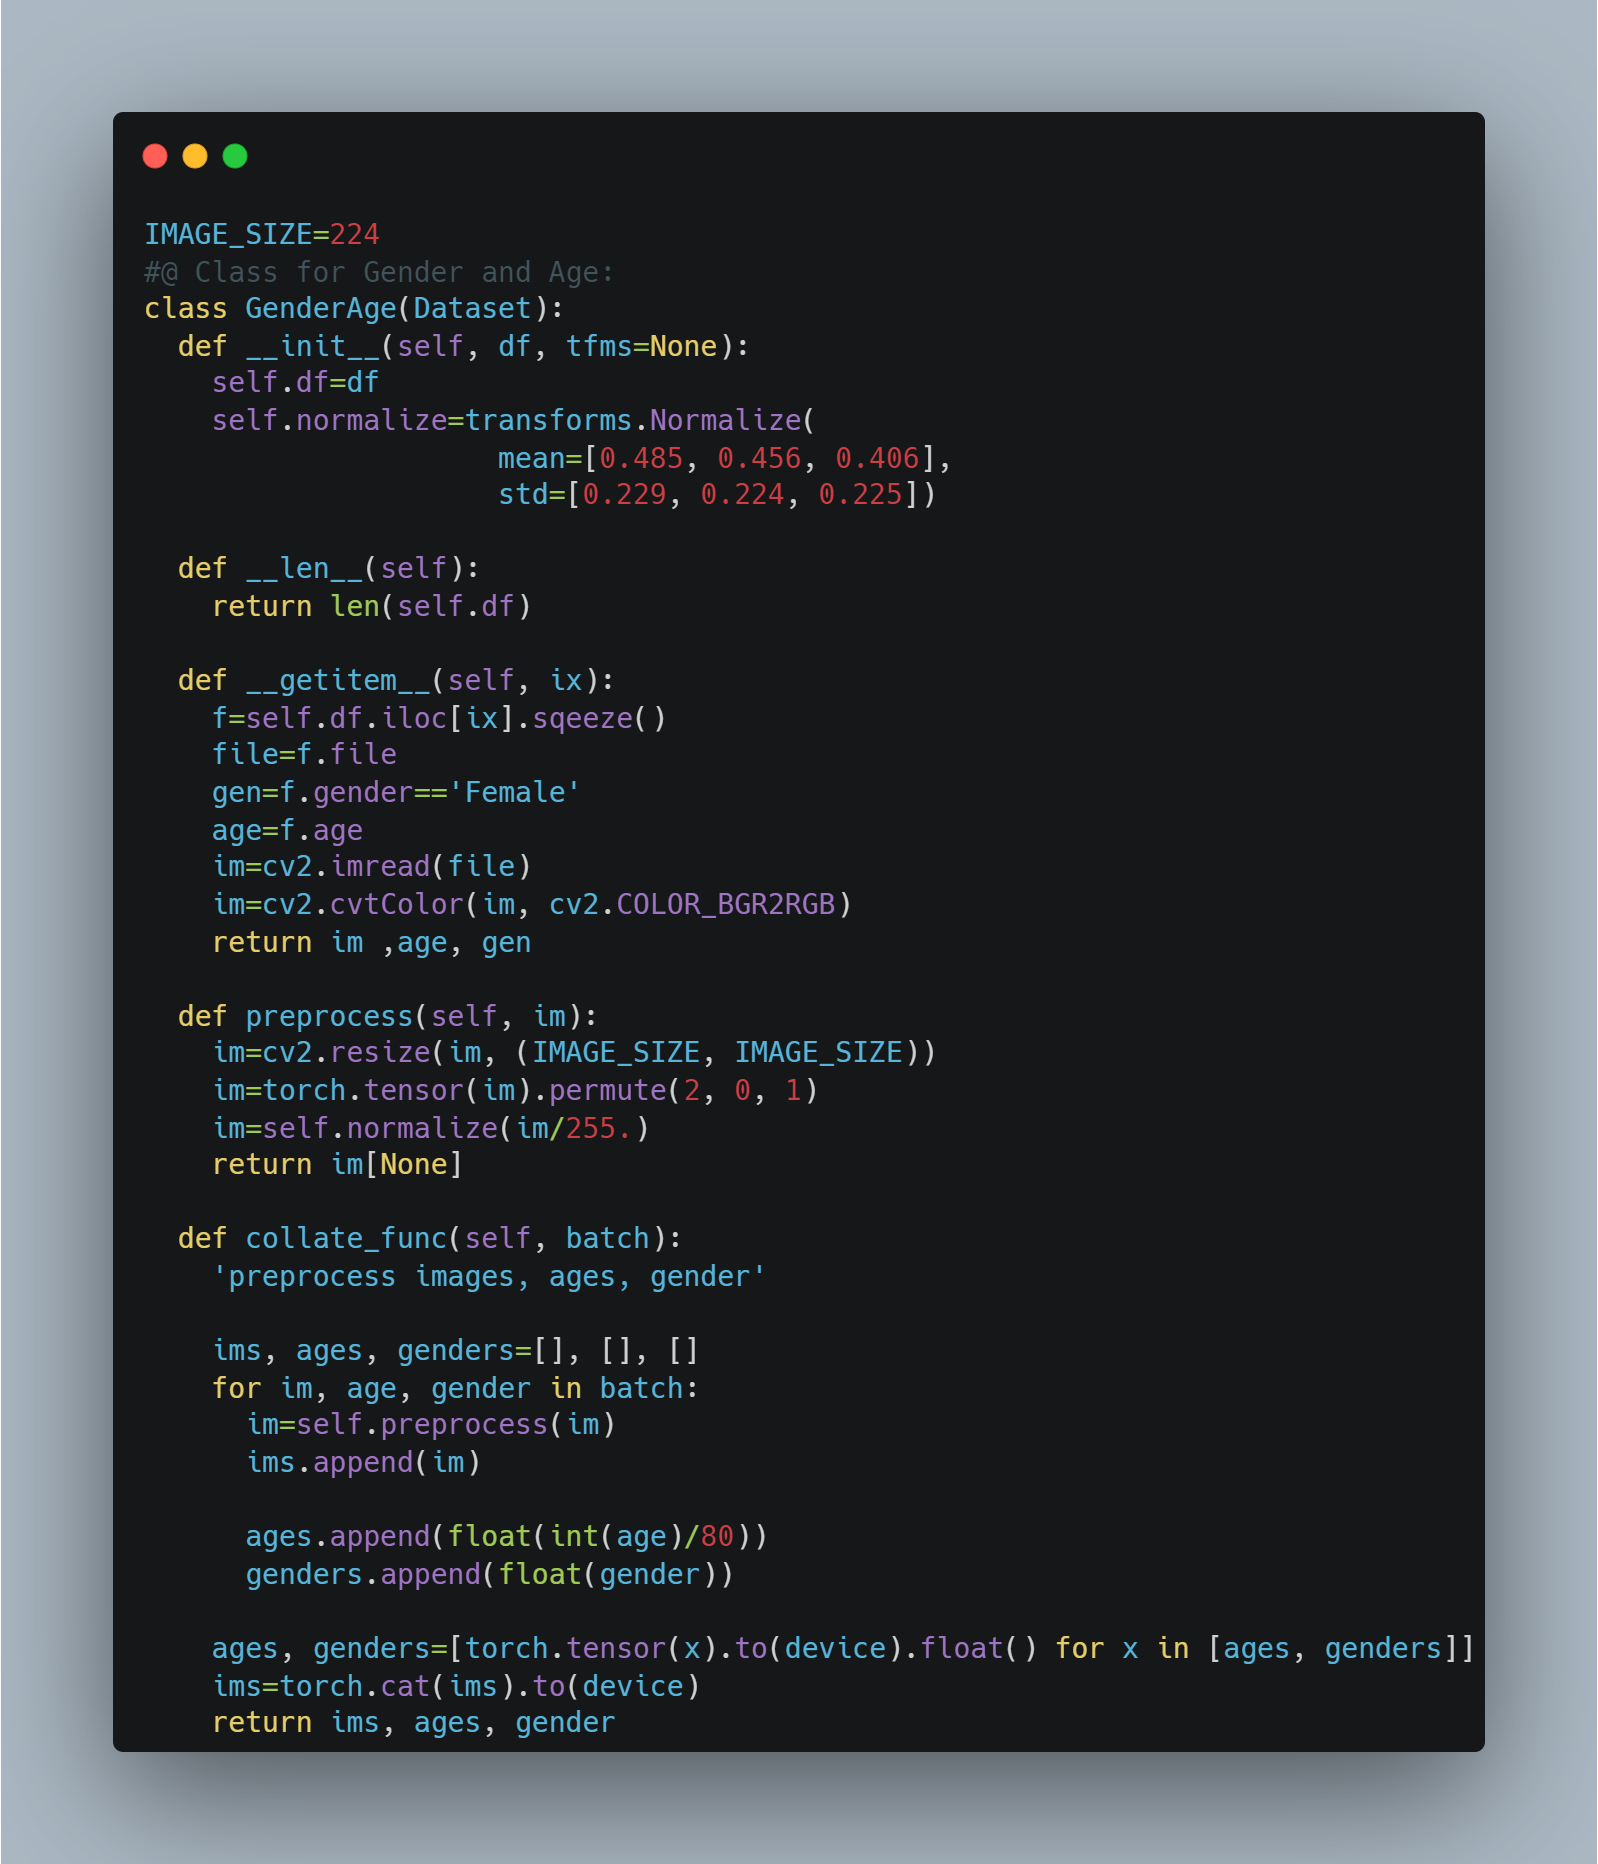 IMAGE_SIZE=224
#@ Class for Gender and Age:
class GenderAge(Dataset):
  def __init__(self, df, tfms=None):
    self.df=df
    self.normalize=transforms.Normalize(
                     mean=[0.485, 0.456, 0.406],
                     std=[0.229, 0.224, 0.225])

  def __len__(self):
    return len(self.df)

  def __getitem__(self, ix):
    f=self.df.iloc[ix].sqeeze()
    file=f.file
    gen=f.gender=='Female'
    age=f.age
    im=cv2.imread(file)
    im=cv2.cvtColor(im, cv2.COLOR_BGR2RGB)
    return im ,age, gen

  def preprocess(self, im):
    im=cv2.resize(im, (IMAGE_SIZE, IMAGE_SIZE))
    im=torch.tensor(im).permute(2, 0, 1)
    im=self.normalize(im/255.)
    return im[None]

  def collate_func(self, batch):
    'preprocess images, ages, gender'

    ims, ages, genders=[], [], []
    for im, age, gender in batch:
      im=self.preprocess(im)
      ims.append(im)

      ages.append(float(int(age)/80))
      genders.append(float(gender))

    ages, genders=[torch.tensor(x).to(device).float() for x in [ages, genders]]
    ims=torch.cat(ims).to(device)
    return ims, ages, gender